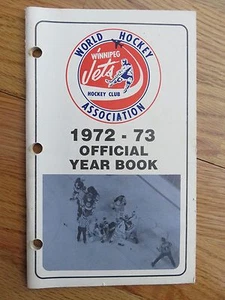 WORLD HOCKEY
WINNIPEG
Jets
HOCKEY CLUB
ASSOCIATION
1972 - 73
OFFICIAL
YEAR BOOK